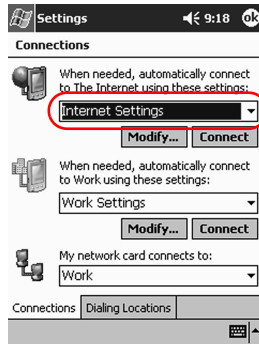 Settings 9:18 ok
Connections
When needed, automatically connect
to The Internet using these settings:
Internet Settings
Modify... Connect
When needed, automatically connect
to Work using these settings:
Work Settings
Modify... Connect
My network card connects to:
Work
Connections Dialing Locations